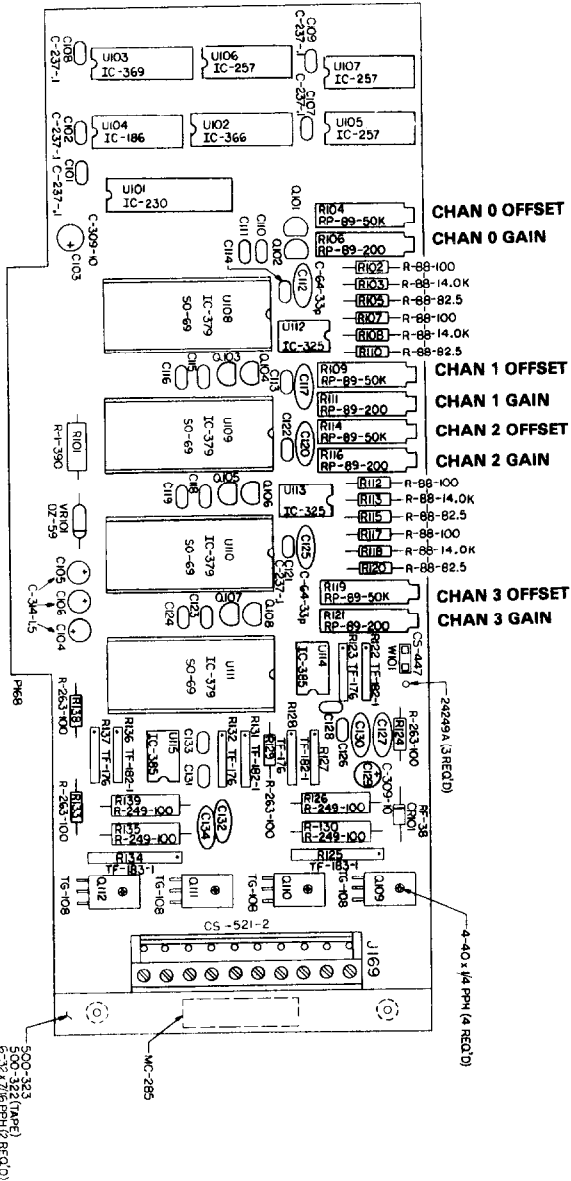 C108
C-237-.1
U103
IC-369
U106
IC-257
C109
C-237-.1
U107
IC-257
C102
C-237-.1
U104
IC-186
U102
IC-366
C107
C-237-.1
U105
IC-257
C101
C-237-.1
U101
IC-230
C-309-10
C103
C111
C110
C114
Q101
Q102
R104
RP-89-50K
CHAN 0 OFFSET
R106
RP-89-200
CHAN 0 GAIN
C112
C-64-33p
R102
R-88-100
R103
R-88-14.0K
R105
R-88-82.5
R107
R-88-100
R108
R-88-14.0K
R110
R-88-82.5
U108
IC-379
SO-69
U112
IC-325
C116
C115
Q103
Q104
C113
C117
R109
RP-89-50K
CHAN 1 OFFSET
R111
RP-89-200
CHAN 1 GAIN
R114
RP-89-50K
CHAN 2 OFFSET
R116
RP-89-200
CHAN 2 GAIN
R101
R-1-390
U109
IC-379
SO-69
C122
C120
C119
C118
Q105
Q106
U113
IC-325
R112
R-88-100
R113
R-88-14.0K
R115
R-88-82.5
R117
R-88-100
R118
R-88-14.0K
R120
R-88-82.5
VR101
DZ-59
U110
IC-379
SO-69
C121
C-237-.1
C125
C-64-33p
C105
C106
C104
C-314-1.5
C124
C123
Q107
Q108
R119
RP-89-50K
CHAN 3 OFFSET
R121
RP-89-200
CHAN 3 GAIN
P168
U111
IC-379
SO-69
U114
IC-385
R123 TF-176
R122 TF-182-1
W101
CS-447
24249A (3 REQ'D)
R-263-100
R138
R137 TF-176
R136 TF-182-1
U115
IC-385
C133
C131
R132 TF-176
R131 TF-182-1
R129
R-263-100
R128
TF-176
R127
TF-182-1
C128
C126
C130
C127
R124
R-263-100
C129
C-309-10
CR101
RF-38
R133
R-263-100
R139
R-249-100
R135
R-249-100
C134
C132
R126
R-249-100
R-130
R-249-100
R134
TF-183-1
R125
TF-183-1
TG-108
Q112
TG-108
Q111
TG-108
Q110
TG-108
Q109
4-40 x 1/4 PPH (4 REQ'D)
CS-521-2
J169
MC-285
500-323
500-322 (TAPE)
6-32 x 7/16 PPH (2 REQ'D)